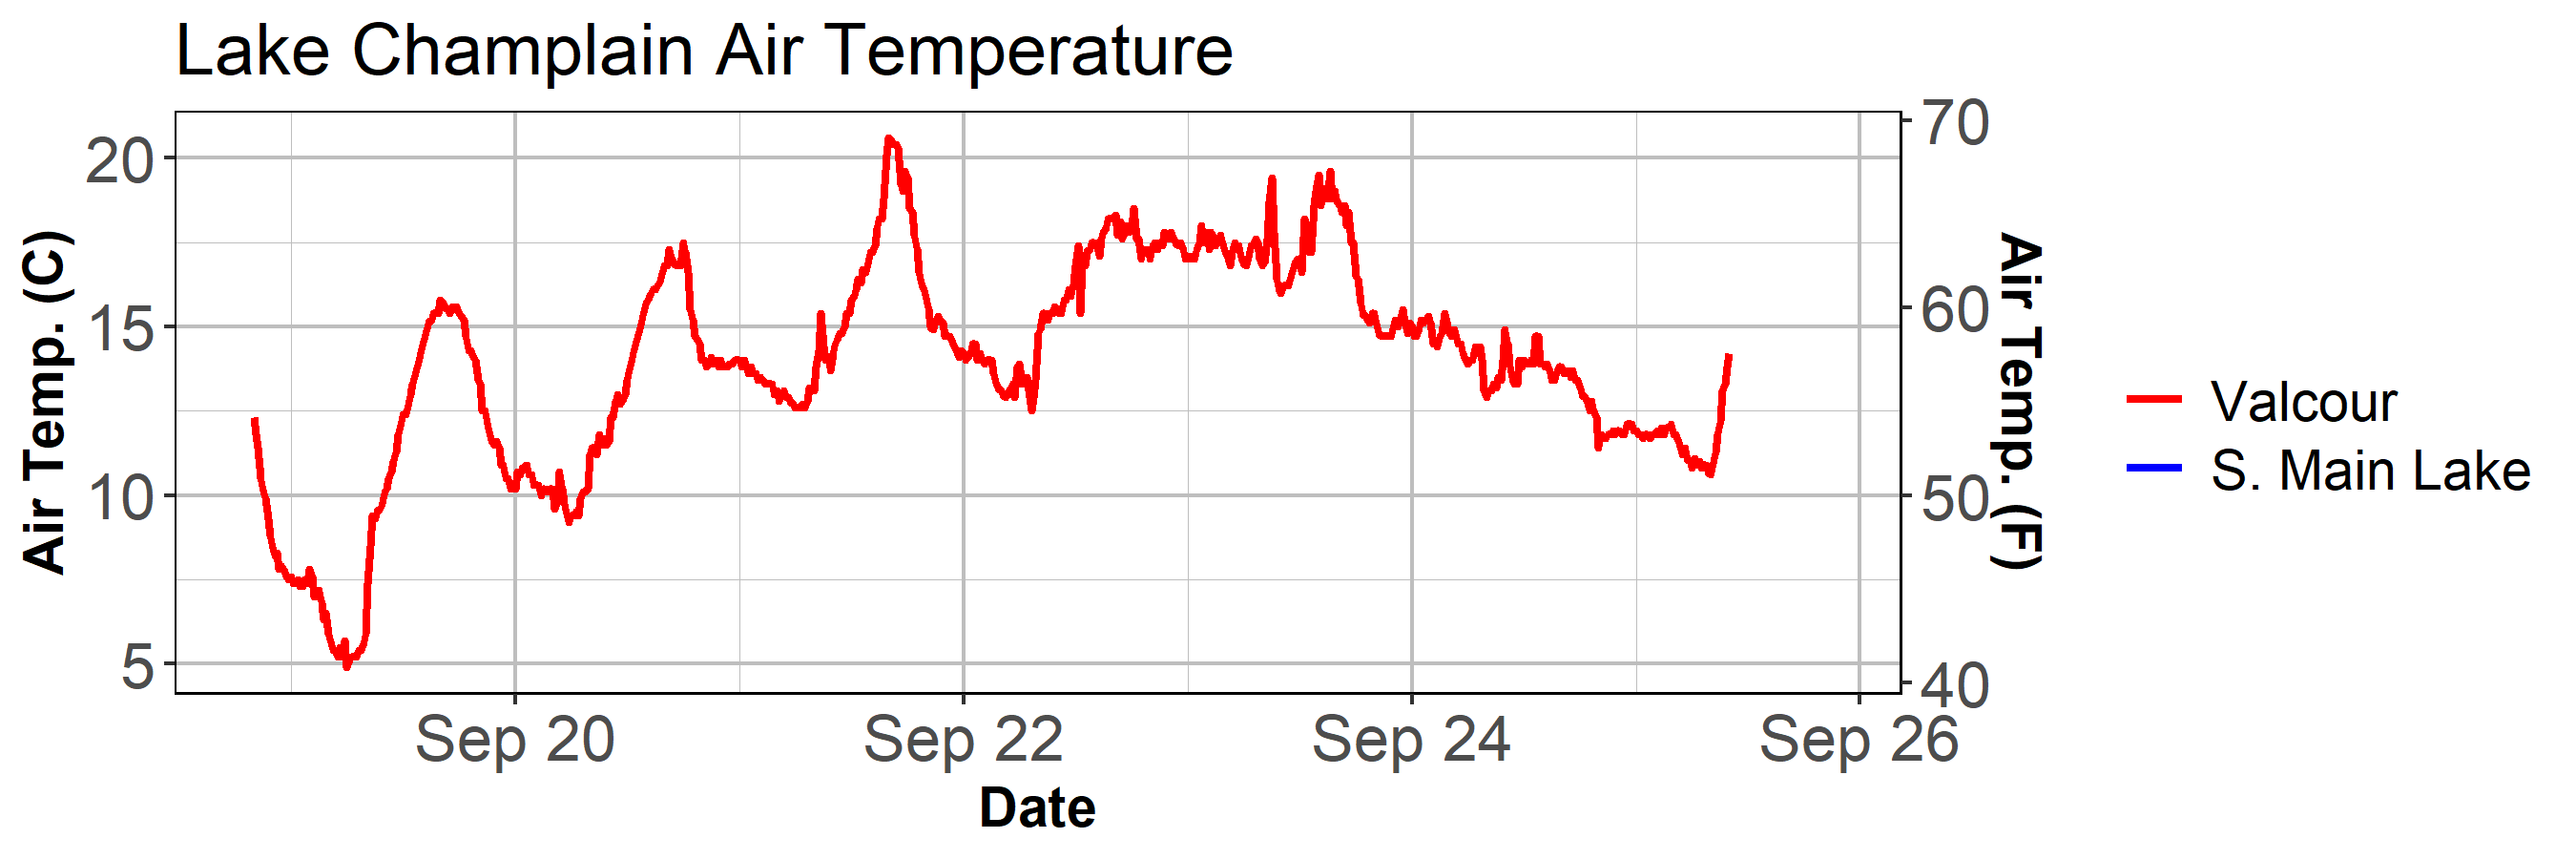 Lake Champlain Air Temperature
Air Temp. (C)
20
15
10
5
70
60
50
40
Air Temp. (F)
Sep 20
Sep 22
Sep 24
Sep 26
Date
Valcour
S. Main Lake